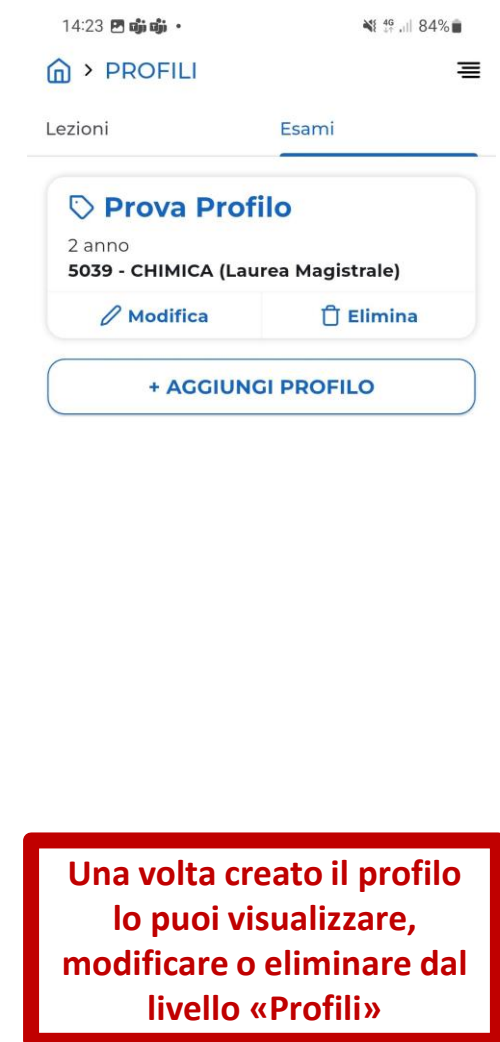 14:23
4G 84%
> PROFILI
Lezioni Esami
Prova Profilo
2 anno
5039 - CHIMICA (Laurea Magistrale)
Modifica Elimina
+ AGGIUNGI PROFILO
Una volta creato il profilo
lo puoi visualizzare,
modificare o eliminare dal
livello «Profili»